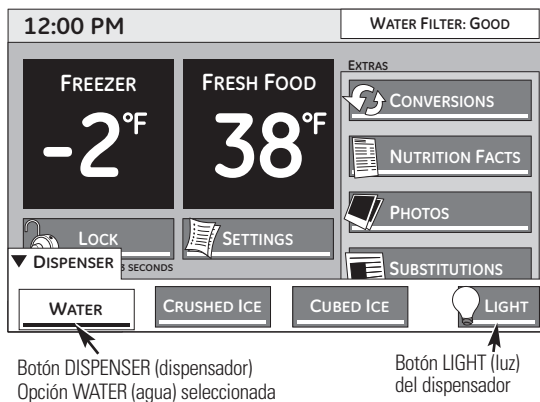 12:00 PM
WATER FILTER: GOOD
EXTRAS
FREEZER
-2°F
FRESH FOOD
38°F
CONVERSIONS
NUTRITION FACTS
PHOTOS
SUBSTITUTIONS
LOCK
3 SECONDS
SETTINGS
▼ DISPENSER
WATER
CRUSHED ICE
CUBED ICE
LIGHT
Botón DISPENSER (dispensador)
Opción WATER (agua) seleccionada
Botón LIGHT (luz)
del dispensador